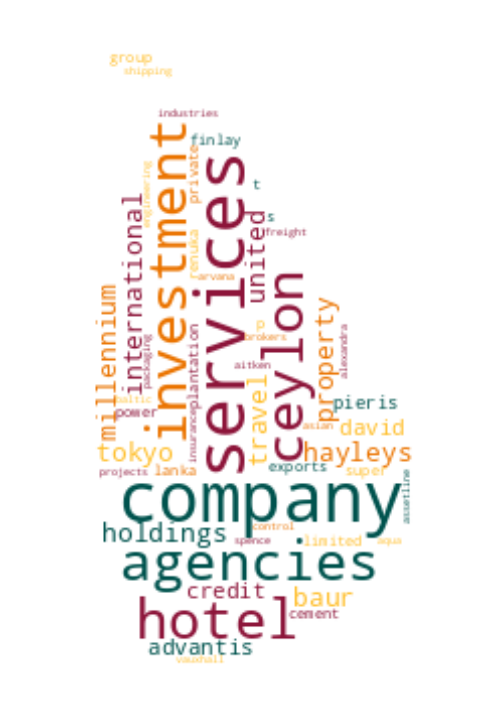 group
shipping
industries
investment
finlay
services
private
engineering
international
t
s
united
freight
renuka
arvana
ceylon
millennium
property
p
brokers
alexandra
plantation
insurance
packaging
aitken
travel
baltic
power
pieris
asian
david
tokyo
hayleys
projects
lanka
exports
super
assetline
company
holdings
control
spence
limited
aqua
agencies
credit
baur
hotel
cement
advantis
vauxhall